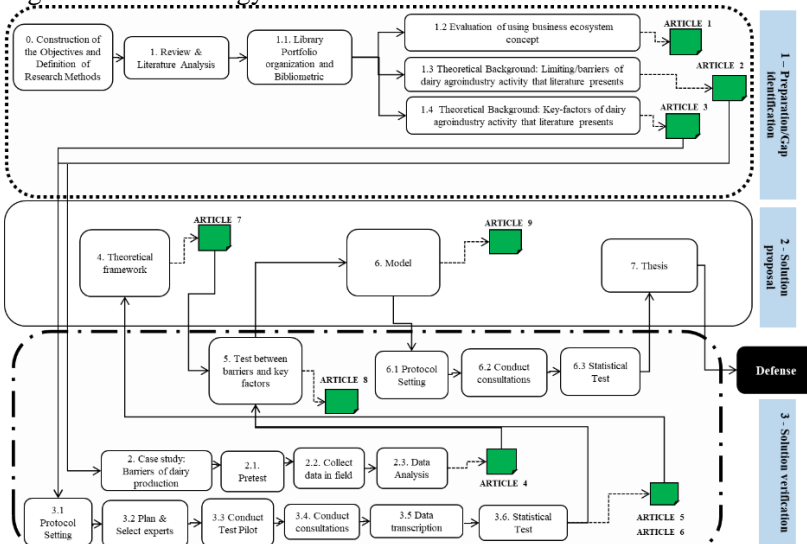 0. Construction of
the Objectives and
Definition of
Research Methods
1. Review &
Literature Analysis
1.1. Library
Portfolio
organization and
Bibliometric
1.2 Evaluation of using business ecosystem
concept
ARTICLE 1
1.3 Theoretical Background: Limiting/barriers of
dairy agroindustry activity that literature presents
ARTICLE 2
1.4 Theoretical Background: Key-factors of dairy
agroindustry activity that literature presents
ARTICLE 3
1 – Preparation/Gap
identification
4. Theoretical
framework
ARTICLE 7
6. Model
ARTICLE 9
7. Thesis
2 - Solution
proposal
5. Test between
barriers and key
factors
ARTICLE 8
6.1 Protocol
Setting
6.2 Conduct
consultations
6.3 Statistical
Test
Defense
2. Case study:
Barriers of dairy
production
2.1.
Pretest
2.2. Collect
data in field
2.3. Data
Analysis
ARTICLE 4
3.1
Protocol
Setting
3.2 Plan &
Select experts
3.3 Conduct
Test Pilot
3.4. Conduct
consultations
3.5 Data
transcription
3.6. Statistical
Test
ARTICLE 5
ARTICLE 6
3 - Solution
verification